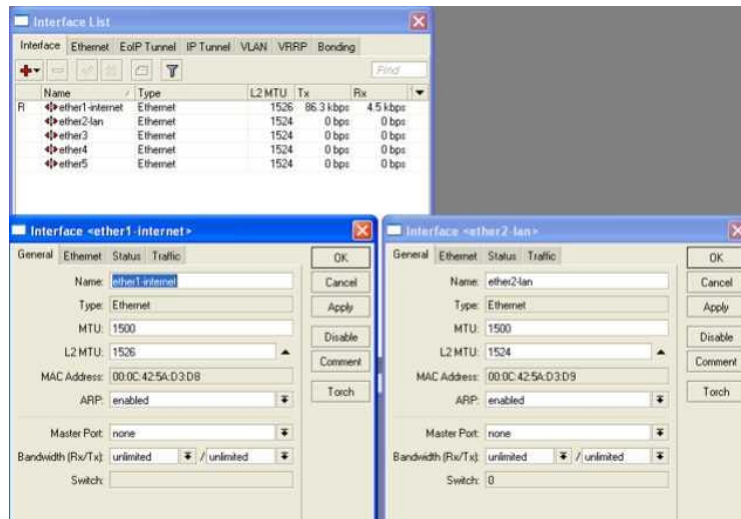 Interface List
Interface Ethernet EoIP Tunnel IP Tunnel VLAN VRRP Bonding
Find
Name Type L2 MTU Tx Rx
R ether1-internet Ethernet 1526 86.3 kbps 4.5 kbps
ether2-lan Ethernet 1524 0 bps 0 bps
ether3 Ethernet 1524 0 bps 0 bps
ether4 Ethernet 1524 0 bps 0 bps
ether5 Ethernet 1524 0 bps 0 bps
Interface <ether1-internet>
General Ethernet Status Traffic
OK
Name: ether1-internet
Cancel
Type: Ethernet
Apply
MTU: 1500
Disable
L2 MTU: 1526
Comment
MAC Address: 00:0C:42:5A:D3:D8
Torch
ARP: enabled
Master Port: none
Bandwidth (Rx/Tx): unlimited / unlimited
Switch:
Interface <ether2-lan>
General Ethernet Status Traffic
OK
Name: ether2-lan
Cancel
Type: Ethernet
Apply
MTU: 1500
Disable
L2 MTU: 1524
Comment
MAC Address: 00:0C:42:5A:D3:D9
Torch
ARP: enabled
Master Port: none
Bandwidth (Rx/Tx): unlimited / unlimited
Switch: 0